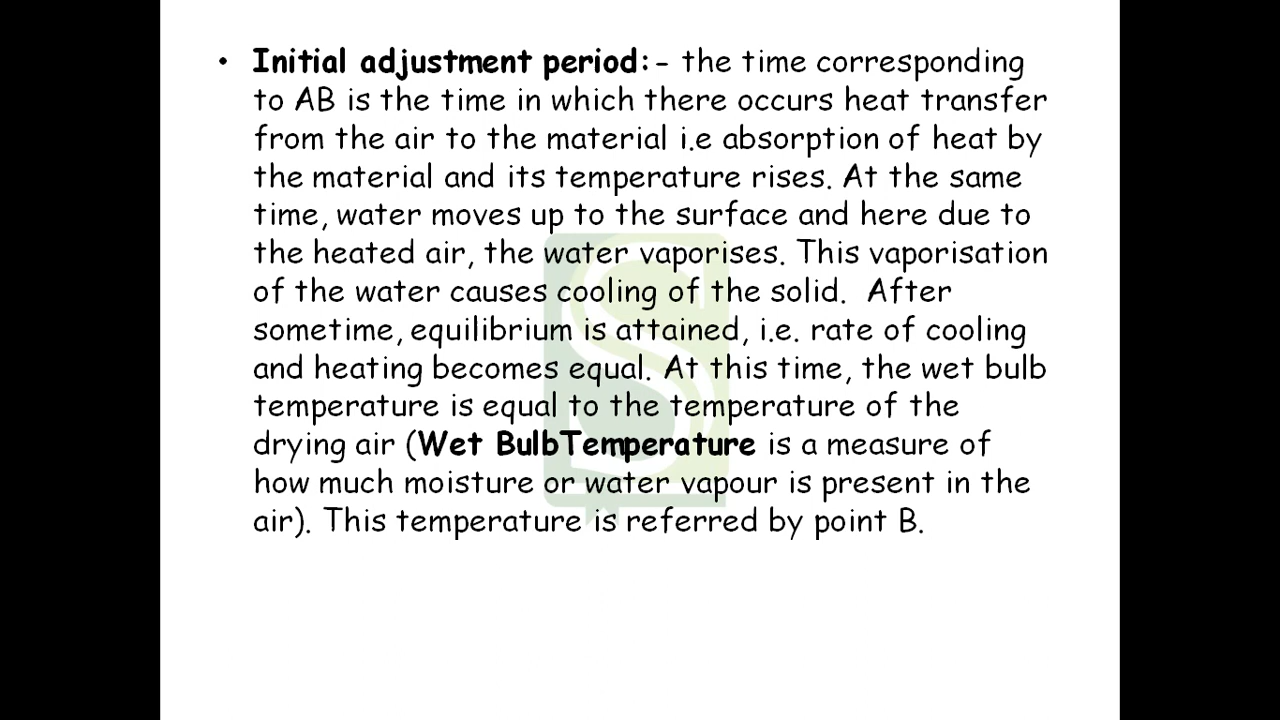 • Initial adjustment period:- the time corresponding
to AB is the time in which there occurs heat transfer
from the air to the material i.e absorption of heat by
the material and its temperature rises. At the same
time, water moves up to the surface and here due to
the heated air, the water vaporises. This vaporisation
of the water causes cooling of the solid.  After
sometime, equilibrium is attained, i.e. rate of cooling
and heating becomes equal. At this time, the wet bulb
temperature is equal to the temperature of the
drying air (Wet BulbTemperature is a measure of
how much moisture or water vapour is present in the
air). This temperature is referred by point B.